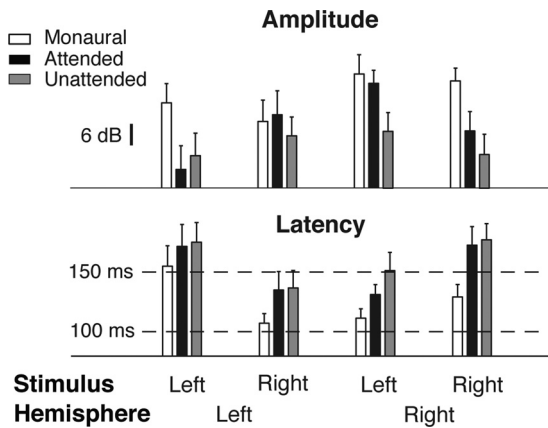 Amplitude
Monaural
Attended
Unattended
6 dB
Latency
150 ms
100 ms
Stimulus Left Right Left Right
Hemisphere Left Right